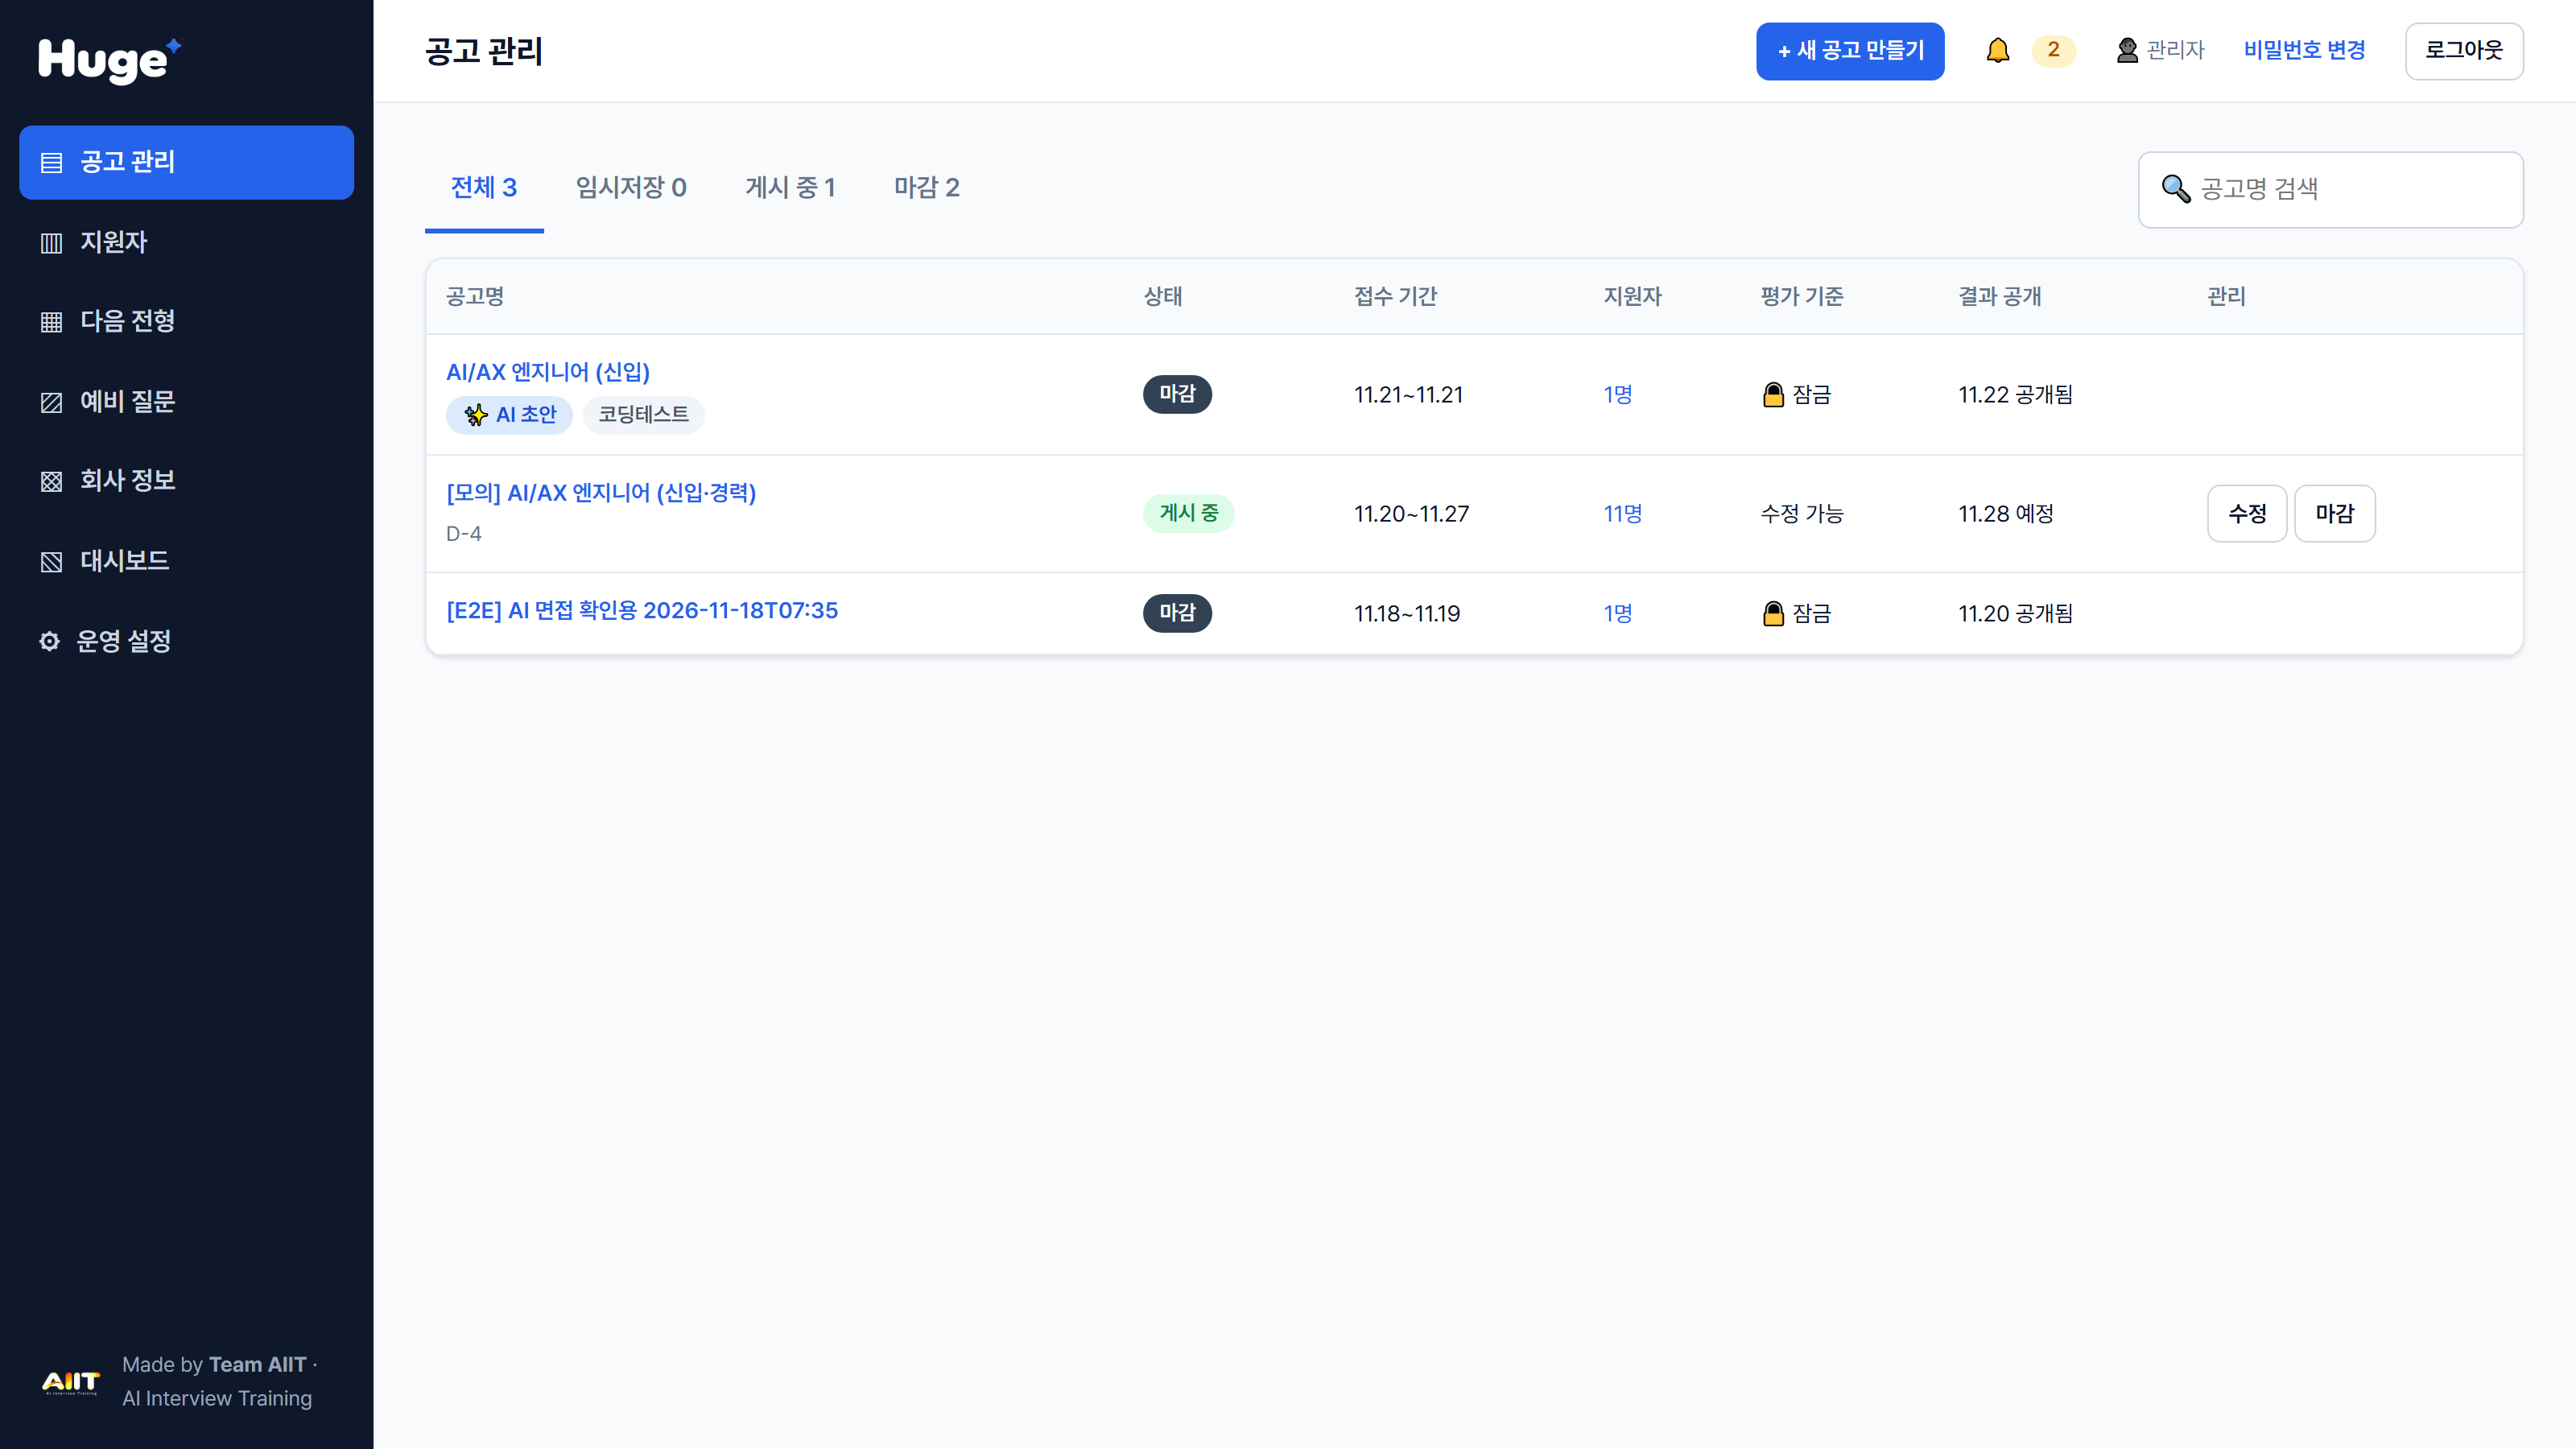 Huge
공고 관리
지원자
다음 전형
예비 질문
회사 정보
대시보드
운영 설정
AIIT
AI Interview Training
Made by Team AIIT ·
AI Interview Training
공고 관리
+ 새 공고 만들기
2
관리자
비밀번호 변경
로그아웃
전체 3
임시저장 0
게시 중 1
마감 2
공고명 검색
공고명 상태 접수 기간 지원자 평가 기준 결과 공개 관리
AI/AX 엔지니어 (신입)
AI 초안 코딩테스트
마감 11.21~11.21 1명 잠금 11.22 공개됨
[모의] AI/AX 엔지니어 (신입·경력)
D-4
게시 중 11.20~11.27 11명 수정 가능 11.28 예정 수정 마감
[E2E] AI 면접 확인용 2026-11-18T07:35
마감 11.18~11.19 1명 잠금 11.20 공개됨